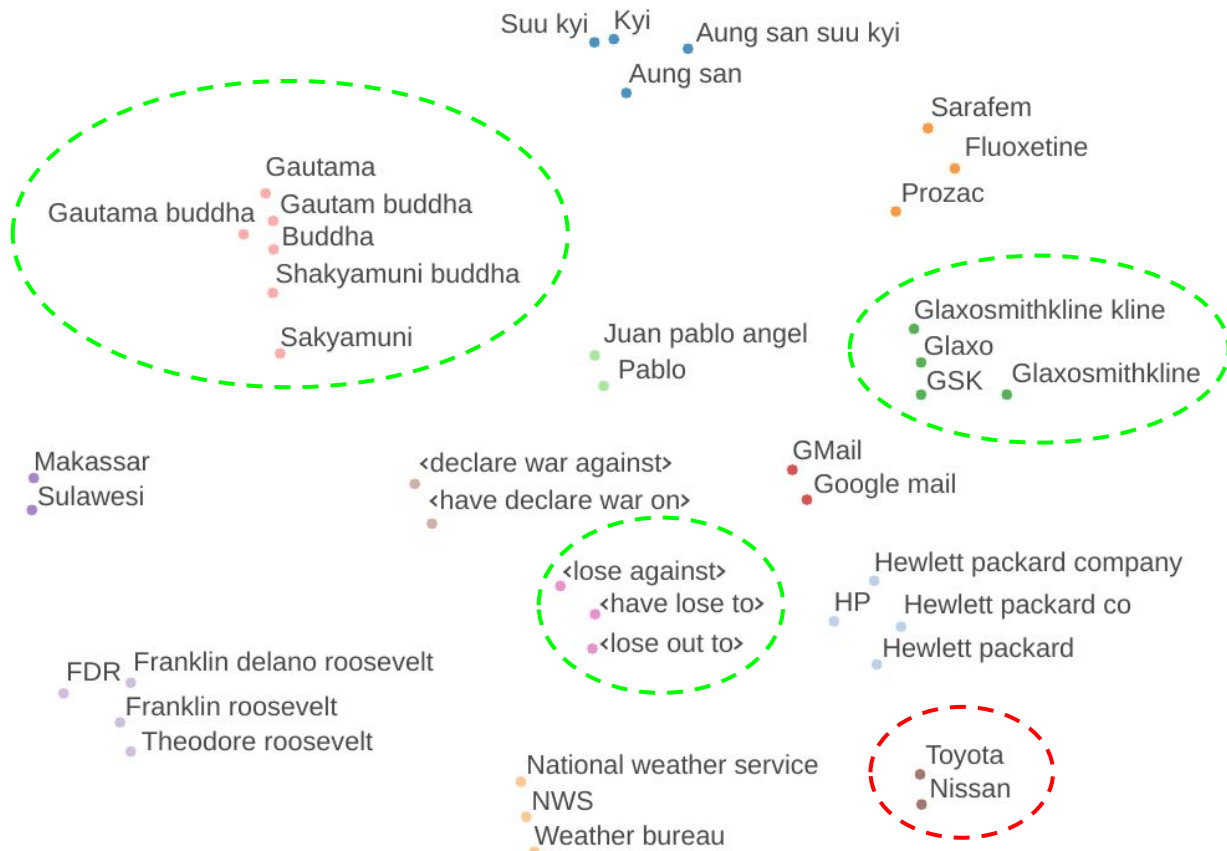 Suu kyi
Kyi
Aung san suu kyi
Aung san
Sarafem
Fluoxetine
Prozac
Gautama
Gautam buddha
Gautama buddha
Buddha
Shakyamuni buddha
Sakyamuni
Glaxosmithkline kline
Glaxo
GSK
Glaxosmithkline
Juan pablo angel
Pablo
Makassar
Sulawesi
<declare war against>
<have declare war on>
GMail
Google mail
<lose against>
<have lose to>
<lose out to>
Hewlett packard company
HP
Hewlett packard co
Hewlett packard
FDR
Franklin delano roosevelt
Franklin roosevelt
Theodore roosevelt
National weather service
NWS
Weather bureau
Toyota
Nissan